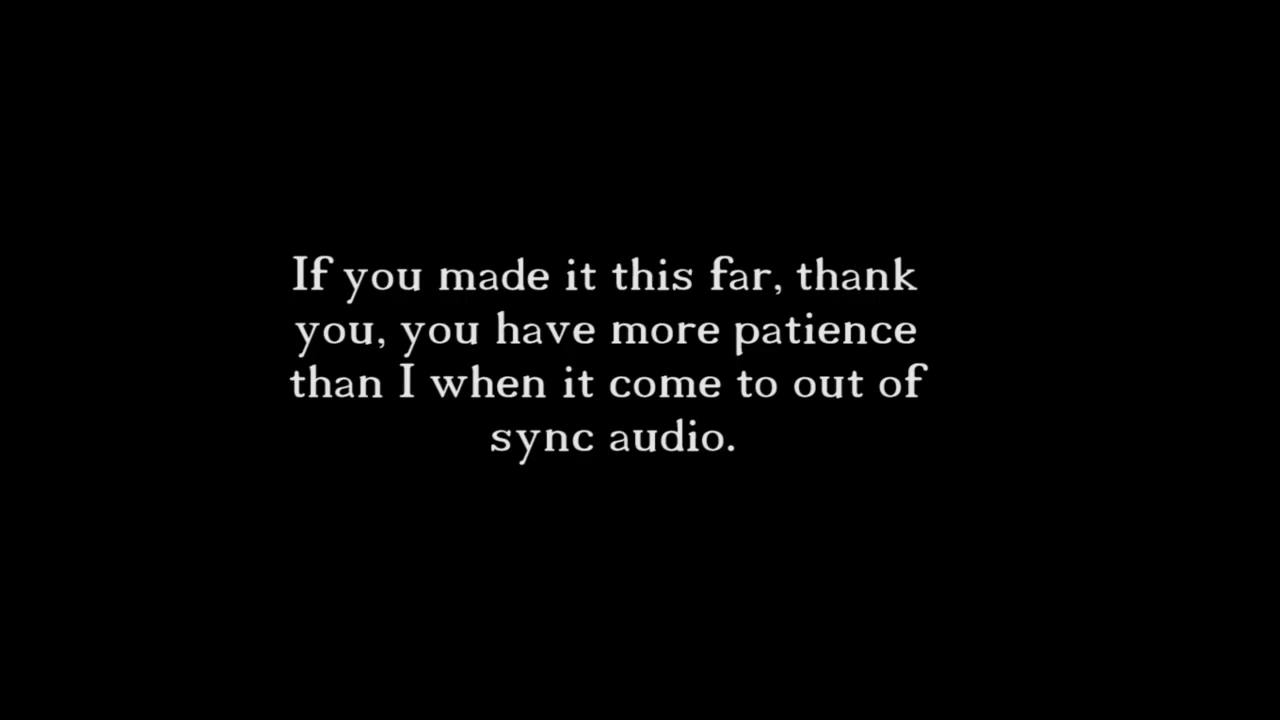 If you made it this far, thank
you, you have more patience
than I when it come to out of
sync audio.